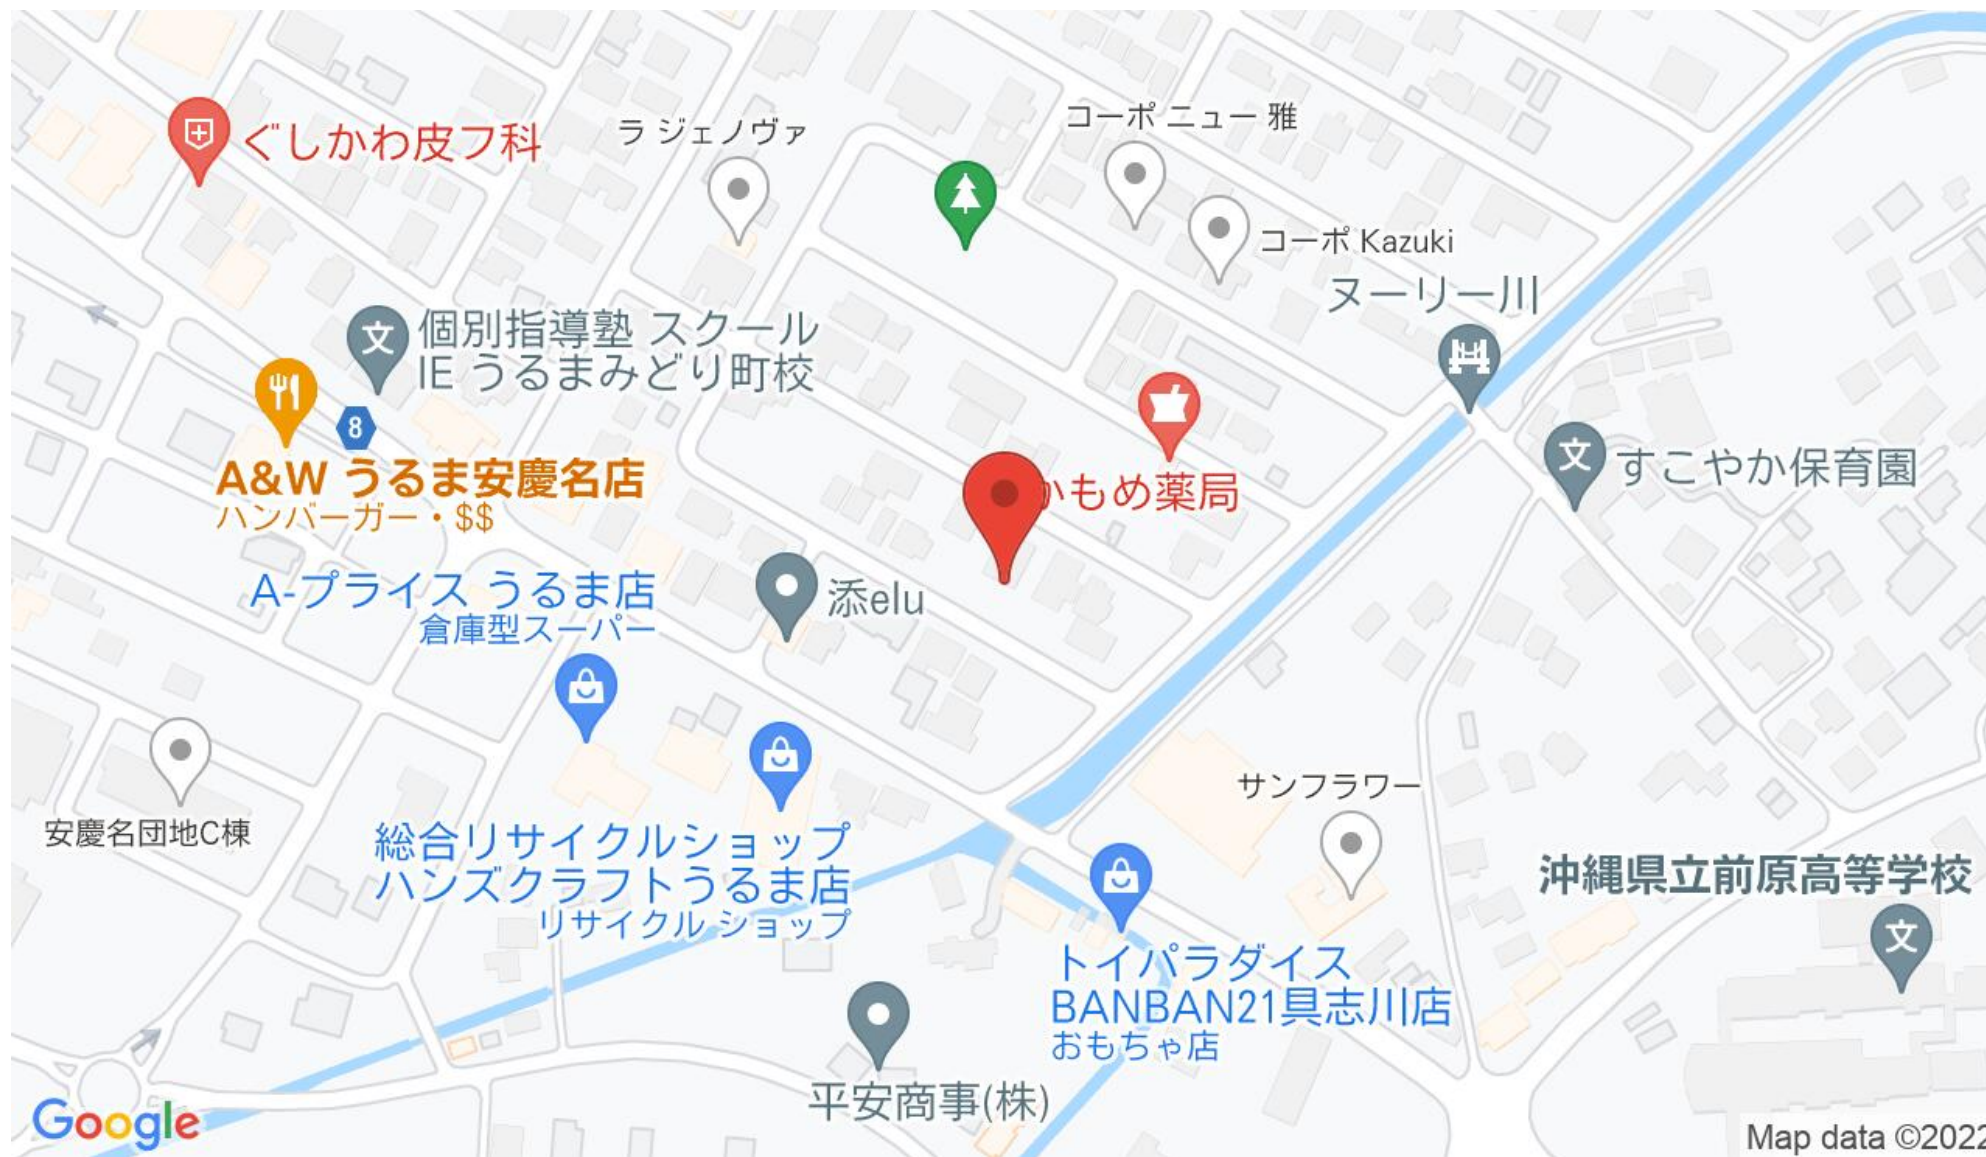 コーポ ニュー 雅
ラ ジェノヴァ
ぐしかわ皮フ科
コーポ Kazuki
ヌーリー川
個別指導塾 スクール
IE うるまみどり町校
8
A&W うるま安慶名店
ハンバーガー・$$
文
すこやか保育園
かもめ薬局
A-プライス うるま店
倉庫型スーパー
添elu
サンフラワー
安慶名団地C棟
総合リサイクルショップ
ハンズクラフトうるま店
リサイクル ショップ
沖縄県立前原高等学校
文
トイパラダイス
BANBAN21具志川店
おもちゃ店
平安商事(株)
Google
Map data ©2022